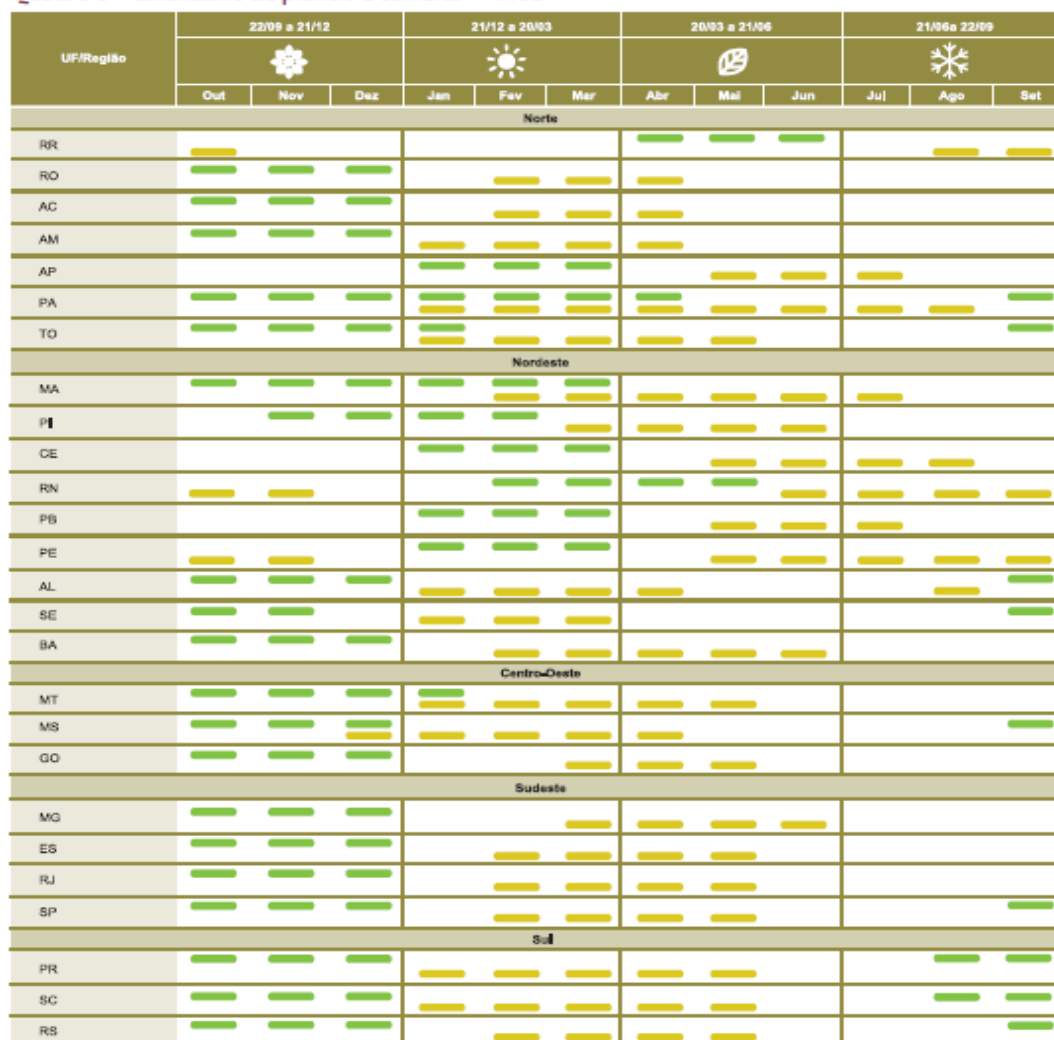 22/09 a 21/12 21/12 a 20/03 20/03 a 21/06 21/06a 22/09
UF/Região
Out Nov Dez Jan Fev Mar Abr Mai Jun Jul Ago Set
Norte
RR
RO
AC
AM
AP
PA
TO
Nordeste
MA
PI
CE
RN
PB
PE
AL
SE
BA
Centro-Oeste
MT
MS
GO
Sudeste
MG
ES
RJ
SP
Sul
PR
SC
RS